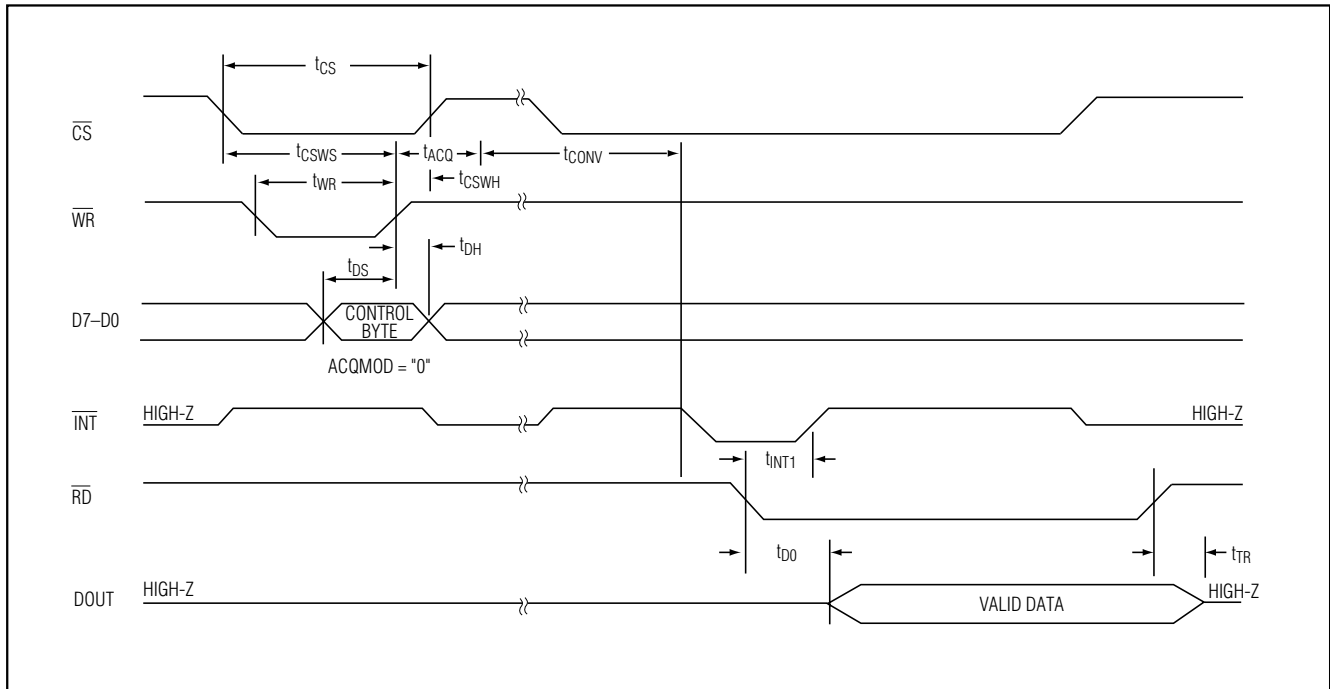 tCS
CS
tCSWS tACQ tCONV
tWR tCSWH
WR
tDH
tDS
D7–D0 CONTROL
BYTE
ACQMOD = "0"
INT HIGH-Z HIGH-Z
tINT1
RD
tD0 tTR
DOUT HIGH-Z VALID DATA HIGH-Z